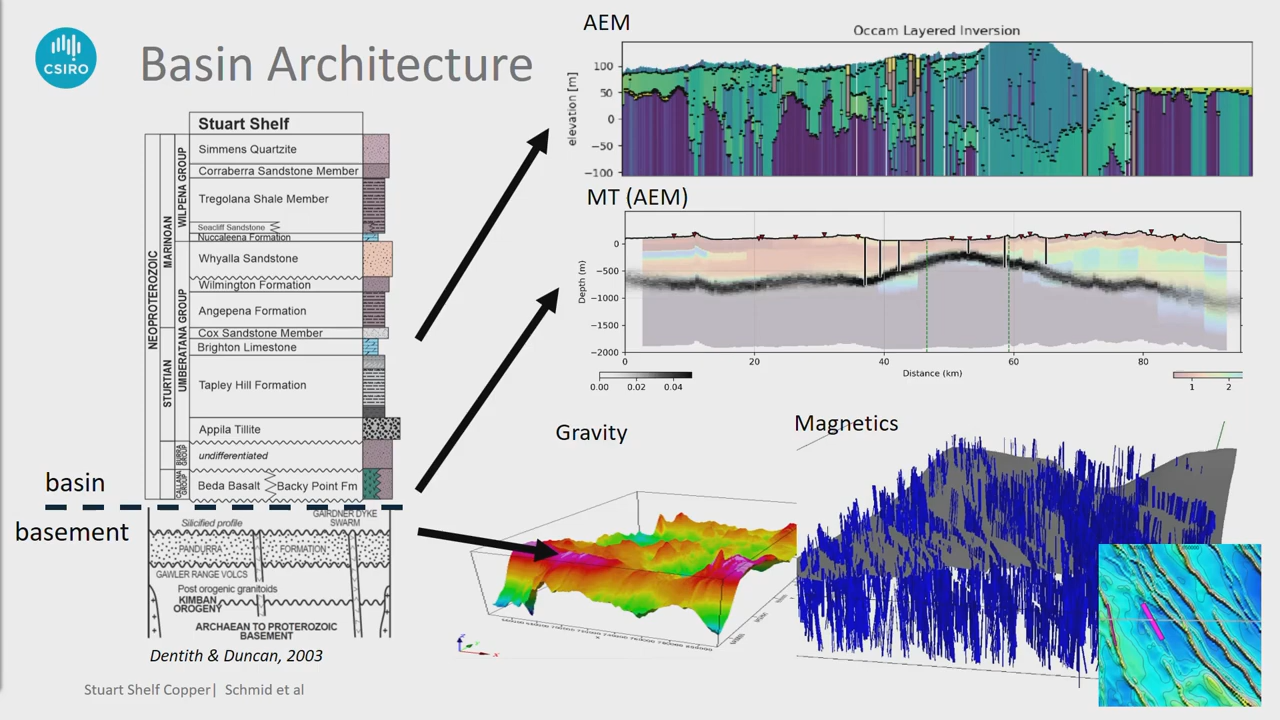 CSIRO
Basin Architecture
Stuart Shelf
Simmens Quartzite
Corraberra Sandstone Member
Tregolana Shale Member
Seacliff Sandstone
Nuccaleena Formation
Whyalla Sandstone
Wilmington Formation
Angepena Formation
Cox Sandstone Member
Brighton Limestone
Tapley Hill Formation
Appila Tillite
undifferentiated
Beda Basalt
Backy Point Fm
NEOPROTEROZOIC
MARINOAN
STURTIAN
WILPENA GROUP
UMBERATANA GROUP
BURRA GROUP
CALLANA GROUP
basin
basement
GAIRDNER DYKE
SWARM
Silicified profile
PANDURRA
FORMATION
GAWLER RANGE VOLCS
Post orogenic granitoids
KIMBAN
OROGENY
ARCHAEAN TO PROTEROZOIC
BASEMENT
Dentith & Duncan, 2003
Stuart Shelf Copper| Schmid et al
AEM
Occam Layered Inversion
elevation [m]
100
50
0
−50
−100
MT (AEM)
Depth (m)
0
−500
−1000
−1500
−2000
0 20 40 60 80
Distance (km)
0.00 0.02 0.04
1 2
Gravity
Magnetics